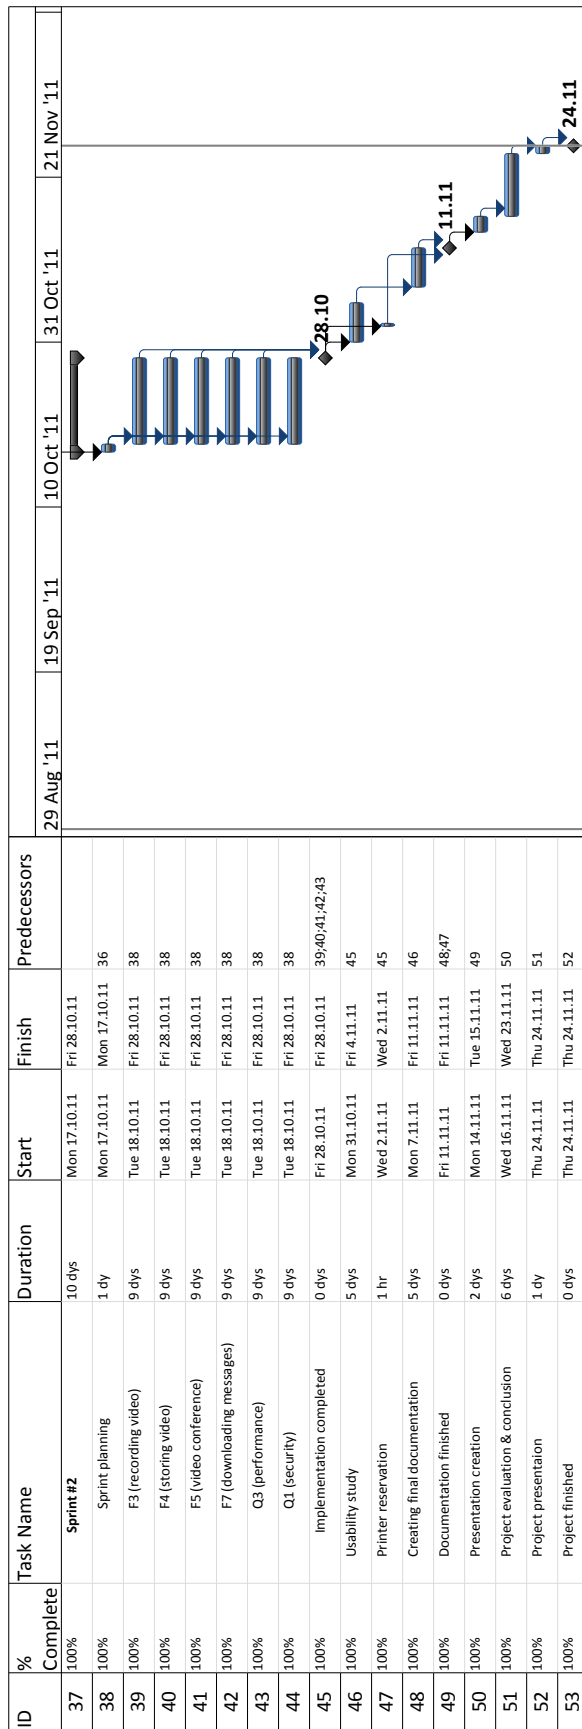 ID % Complete Task Name Duration Start Finish Predecessors
29 Aug '11 19 Sep '11 10 Oct '11 31 Oct '11 21 Nov '11
37 100% Sprint #2 10 dys Mon 17.10.11 Fri 28.10.11
38 100% Sprint planning 1 dy Mon 17.10.11 Mon 17.10.11 36
39 100% F3 (recording video) 9 dys Tue 18.10.11 Fri 28.10.11 38
40 100% F4 (storing video) 9 dys Tue 18.10.11 Fri 28.10.11 38
41 100% F5 (video conference) 9 dys Tue 18.10.11 Fri 28.10.11 38
42 100% F7 (downloading messages) 9 dys Tue 18.10.11 Fri 28.10.11 38
43 100% Q3 (performance) 9 dys Tue 18.10.11 Fri 28.10.11 38
44 100% Q1 (security) 9 dys Tue 18.10.11 Fri 28.10.11 38
45 100% Implementation completed 0 dys Fri 28.10.11 Fri 28.10.11 39;40;41;42;43 28.10
46 100% Usability study 5 dys Mon 31.10.11 Fri 4.11.11 45
47 100% Printer reservation 1 hr Wed 2.11.11 Wed 2.11.11 45
48 100% Creating final documentation 5 dys Mon 7.11.11 Fri 11.11.11 46
49 100% Documentation finished 0 dys Fri 11.11.11 Fri 11.11.11 48;47 11.11
50 100% Presentation creation 2 dys Mon 14.11.11 Tue 15.11.11 49
51 100% Project evaluation & conclusion 6 dys Wed 16.11.11 Wed 23.11.11 50
52 100% Project presentaion 1 dy Thu 24.11.11 Thu 24.11.11 51
53 100% Project finished 0 dys Thu 24.11.11 Thu 24.11.11 52 24.11